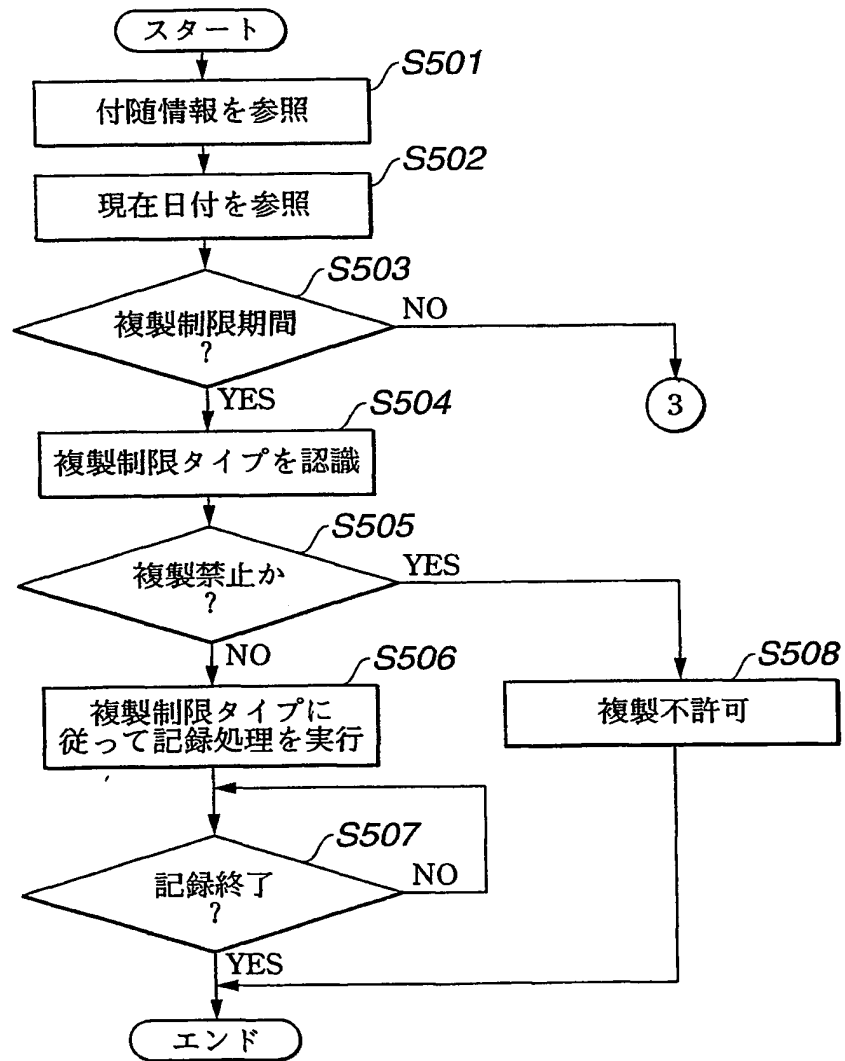 スタート
S501
付随情報を参照
S502
現在日付を参照
S503
複製制限期間
?
NO
3
YES
S504
複製制限タイプを認識
S505
複製禁止か
?
YES
NO
S506
複製制限タイプに
従って記録処理を実行
S508
複製不許可
S507
記録終了
?
NO
YES
エンド